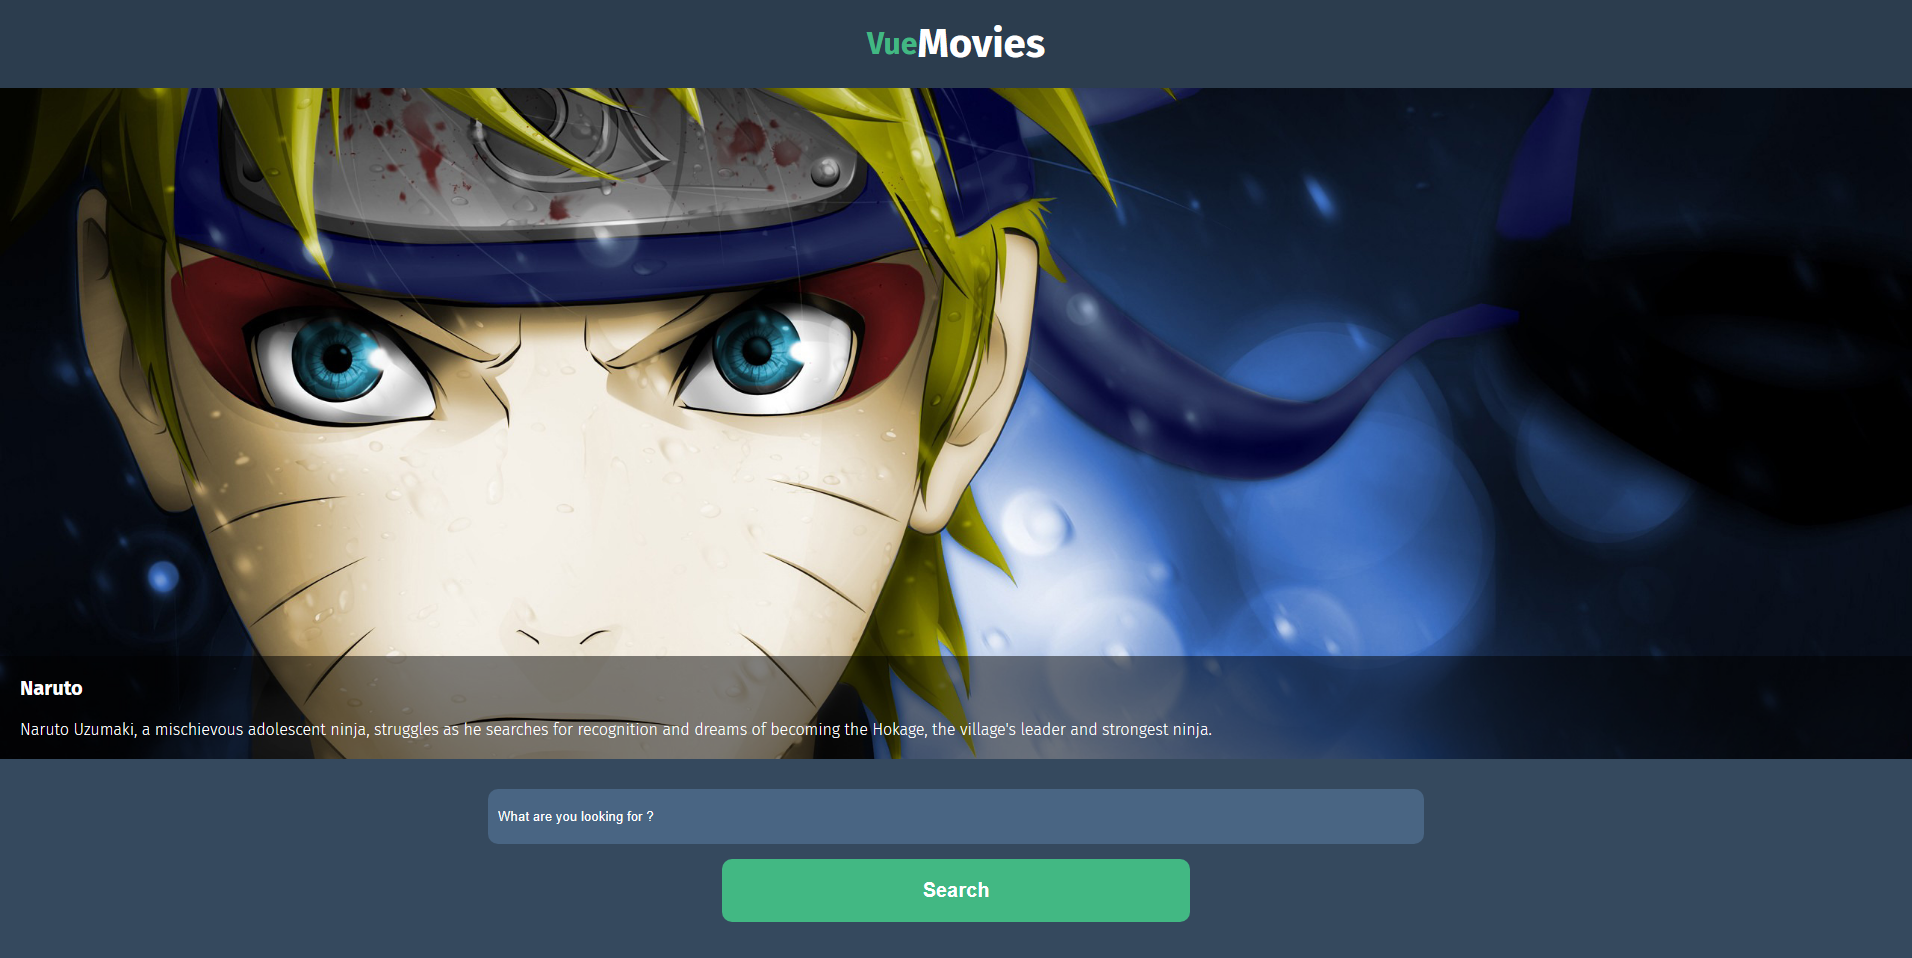 VueMovies
Naruto
Naruto Uzumaki, a mischievous adolescent ninja, struggles as he searches for recognition and dreams of becoming the Hokage, the village's leader and strongest ninja.
What are you looking for ?
Search